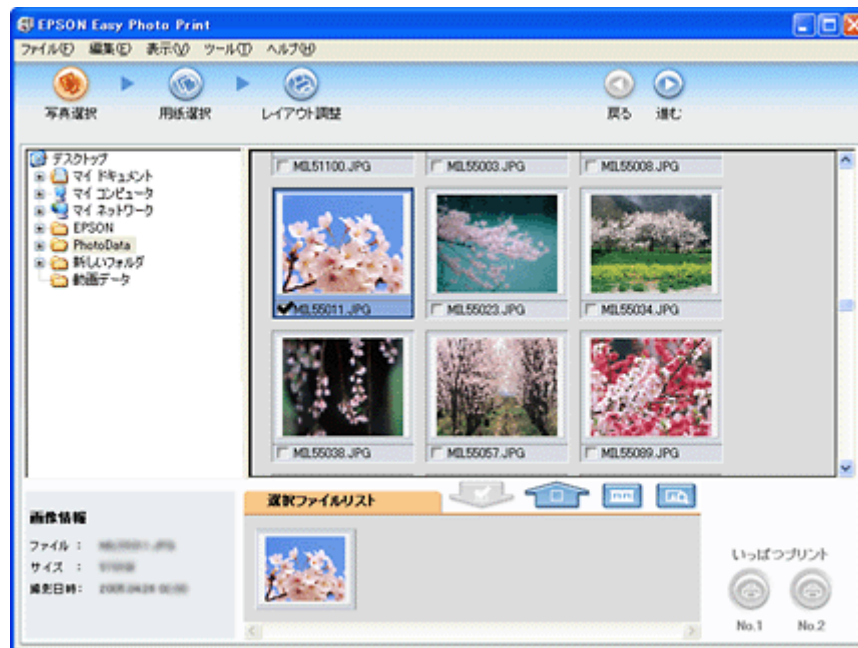 EPSON Easy Photo Print
ファイル(F) 編集(E) 表示(V) ツール(T) ヘルプ(H)
写真選択 用紙選択 レイアウト調整 戻る 進む
デスクトップ
マイ ドキュメント
マイ コンピュータ
マイ ネットワーク
EPSON
PhotoData
新しいフォルダ
動画データ
MIL51100.JPG MIL55003.JPG MIL55008.JPG
MIL55011.JPG MIL55023.JPG MIL55034.JPG
MIL55038.JPG MIL55057.JPG MIL55089.JPG
選択ファイルリスト
画像情報
ファイル :
サイズ :
撮影日時:
いっぱつプリント
No.1 No.2